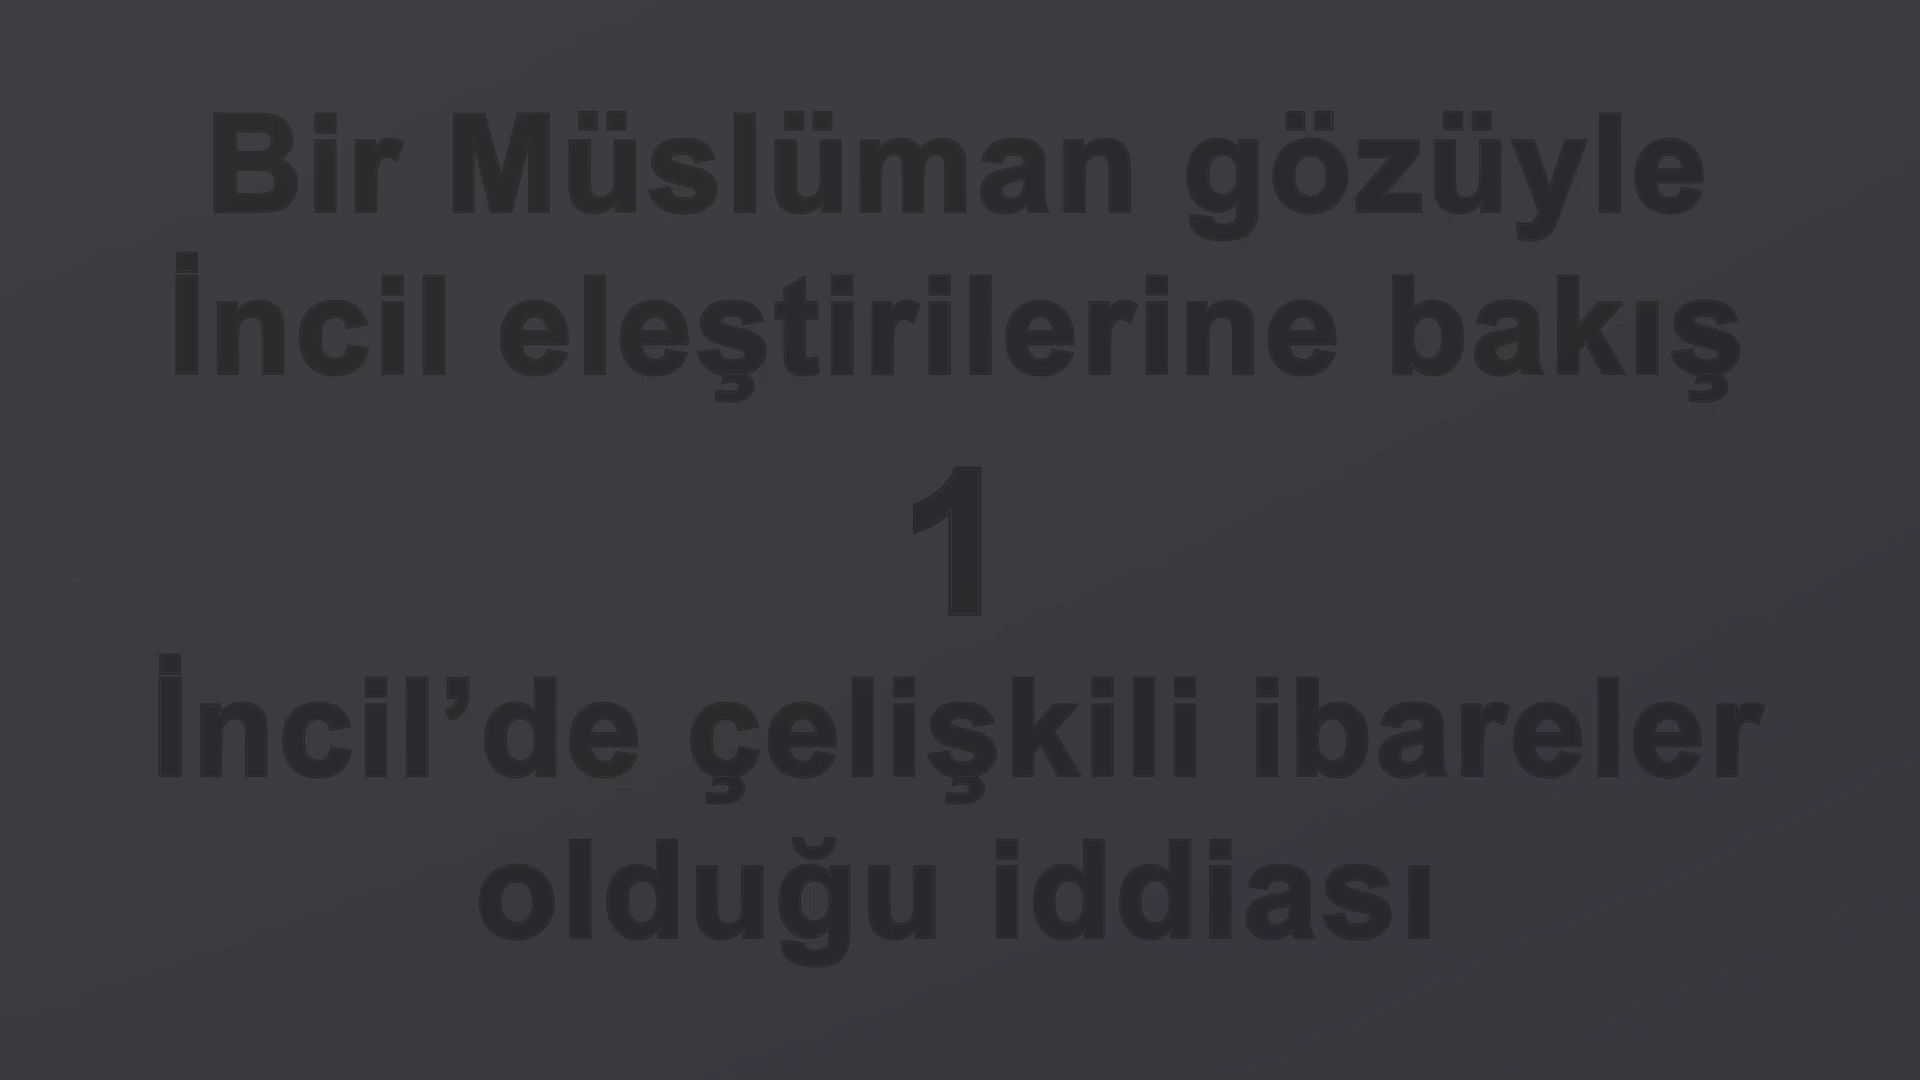 Bir Müslüman gözüyle
İncil eleştirilerine bakış
1
İncil’de çelişkili ibareler
olduğu iddiası